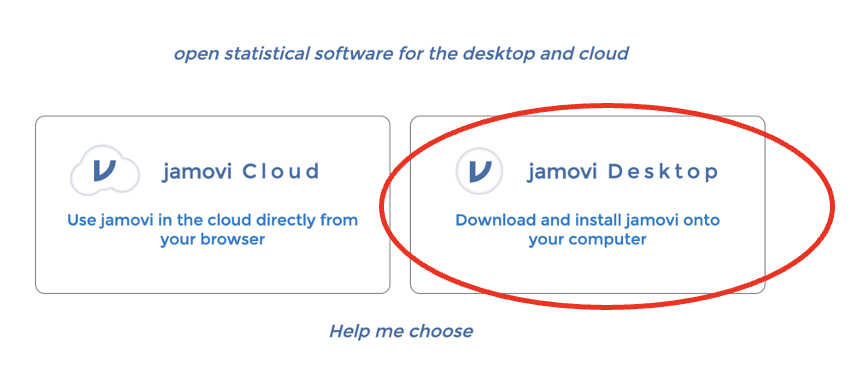 open statistical software for the desktop and cloud
jamovi Cloud
Use jamovi in the cloud directly from
your browser
jamovi Desktop
Download and install jamovi onto
your computer
Help me choose